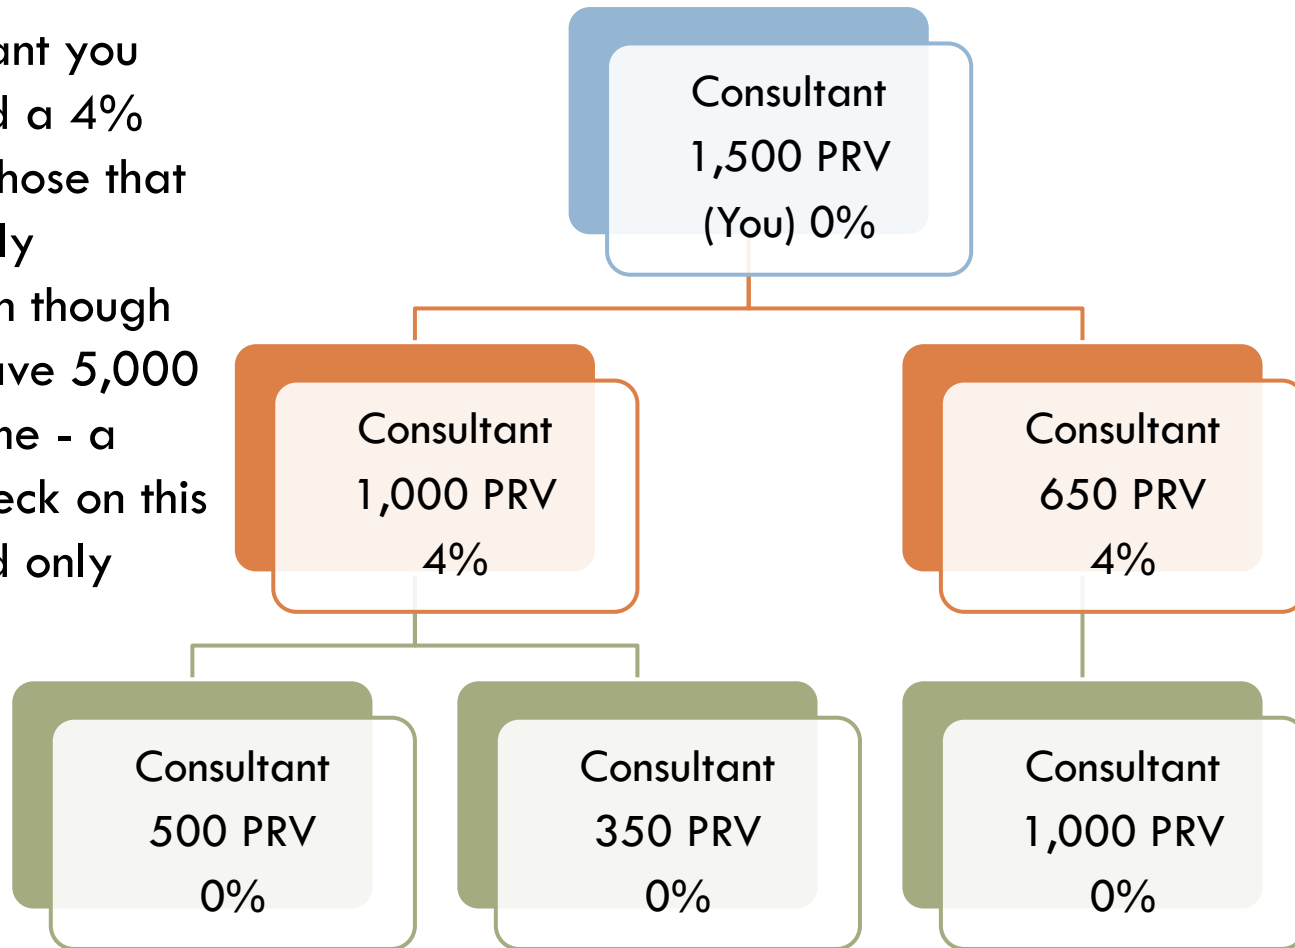 ant you
a 4%
hose that
ly
though
ave 5,000
me - a
eck on this
only
Consultant
1,500 PRV
(You) 0%
Consultant
1,000 PRV
4%
Consultant
650 PRV
4%
Consultant
500 PRV
0%
Consultant
350 PRV
0%
Consultant
1,000 PRV
0%